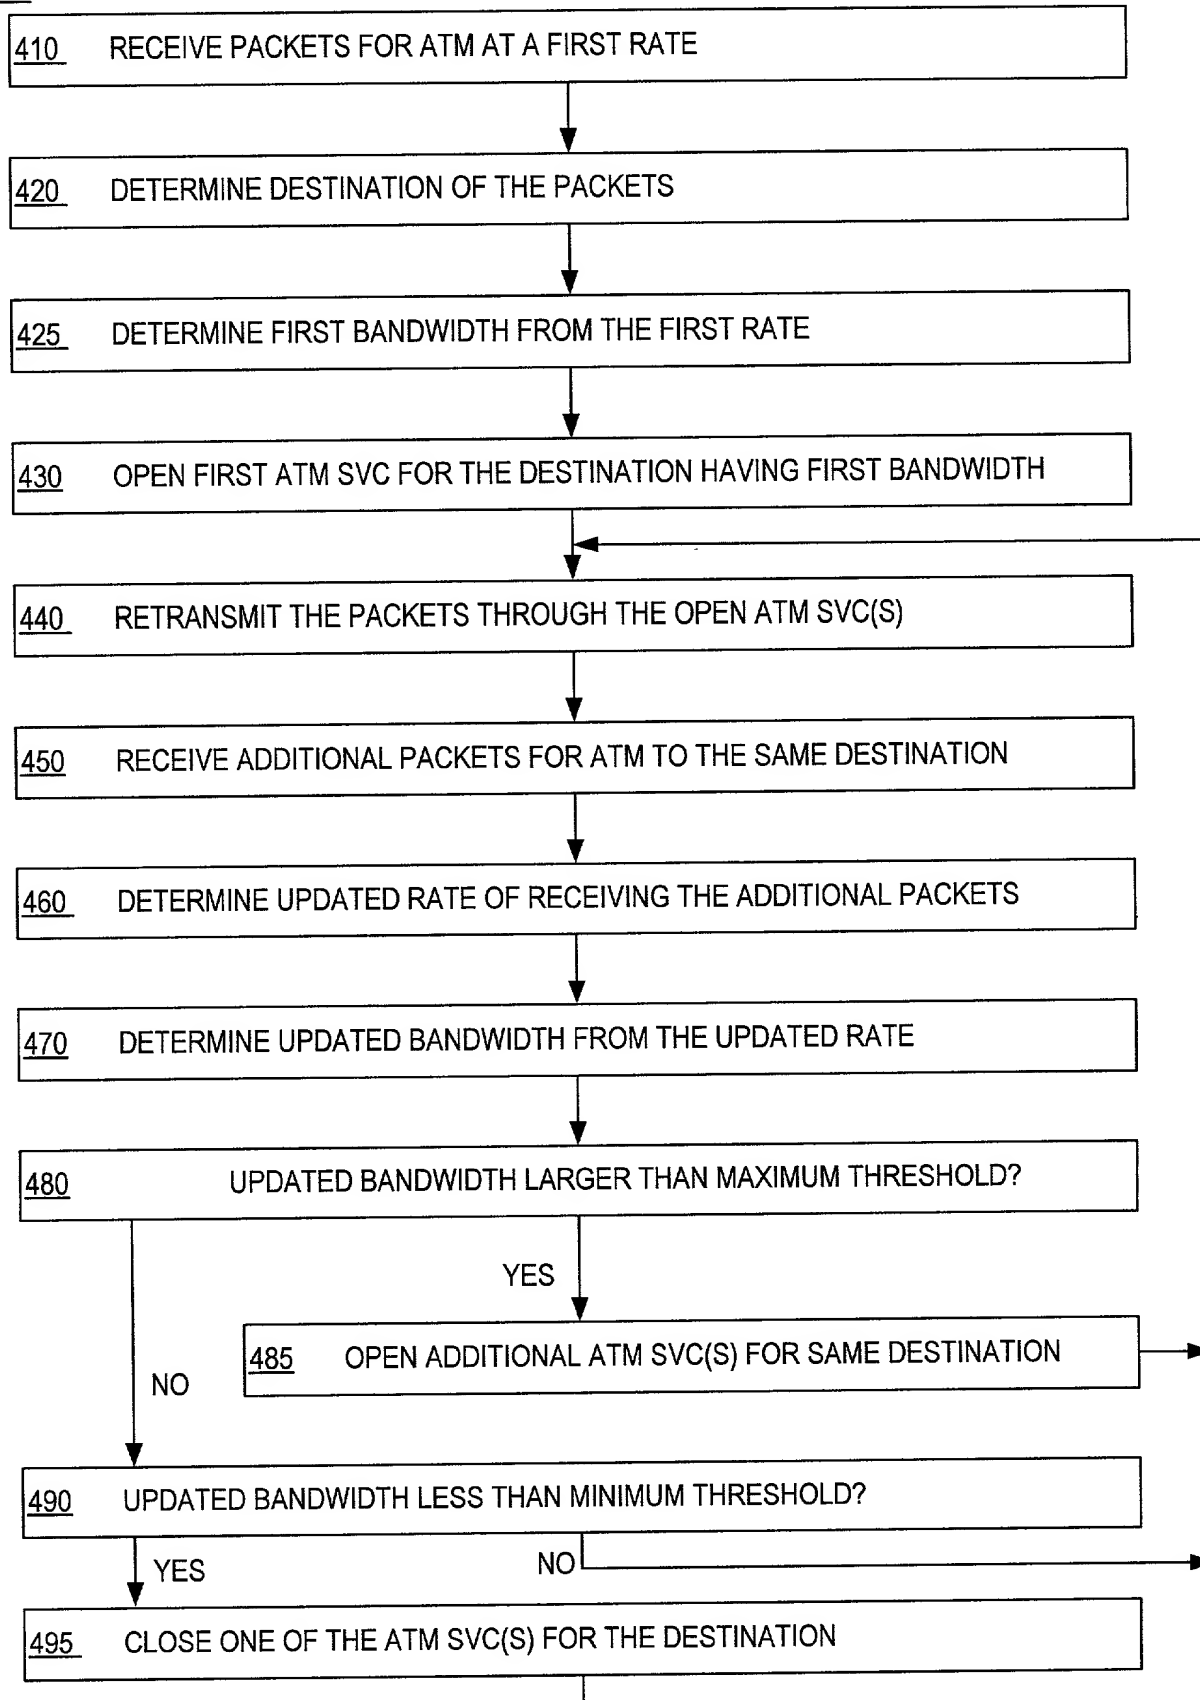 410 RECEIVE PACKETS FOR ATM AT A FIRST RATE
420 DETERMINE DESTINATION OF THE PACKETS
425 DETERMINE FIRST BANDWIDTH FROM THE FIRST RATE
430 OPEN FIRST ATM SVC FOR THE DESTINATION HAVING FIRST BANDWIDTH
440 RETRANSMIT THE PACKETS THROUGH THE OPEN ATM SVC(S)
450 RECEIVE ADDITIONAL PACKETS FOR ATM TO THE SAME DESTINATION
460 DETERMINE UPDATED RATE OF RECEIVING THE ADDITIONAL PACKETS
470 DETERMINE UPDATED BANDWIDTH FROM THE UPDATED RATE
480 UPDATED BANDWIDTH LARGER THAN MAXIMUM THRESHOLD?
YES
485 OPEN ADDITIONAL ATM SVC(S) FOR SAME DESTINATION
NO
490 UPDATED BANDWIDTH LESS THAN MINIMUM THRESHOLD?
YES NO
495 CLOSE ONE OF THE ATM SVC(S) FOR THE DESTINATION